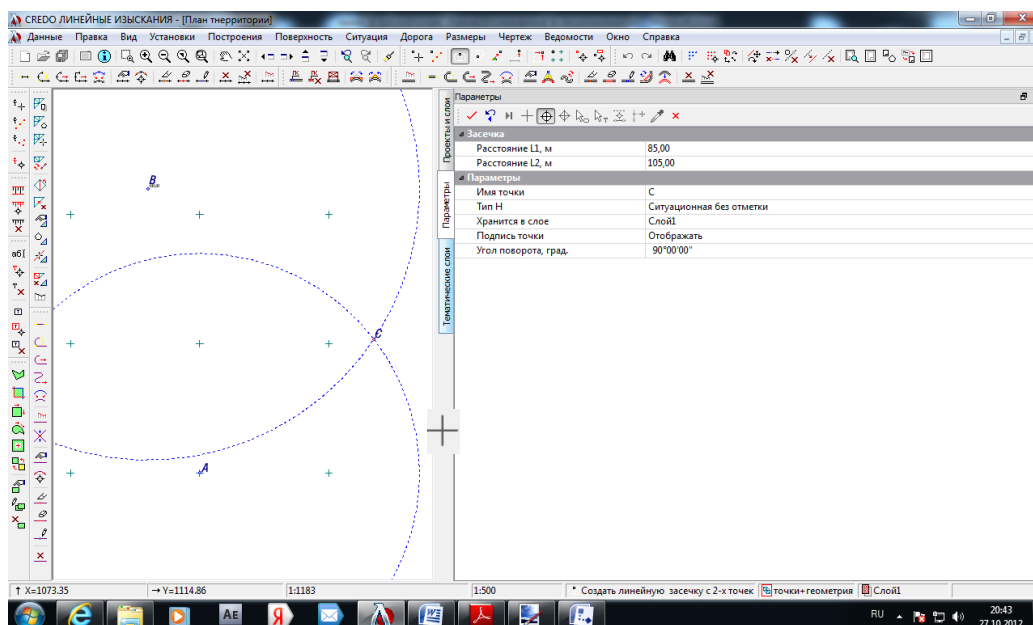 CREDO ЛИНЕЙНЫЕ ИЗЫСКАНИЯ - [План тнерритории]
Данные Правка Вид Установки Построения Поверхность Ситуация Дорога Размеры Чертеж Ведомости Окно Справка
Проекты и слои
Параметры
Тематические слои
Параметры
Засечка
Расстояние L1, м 85,00
Расстояние L2, м 105,00
Параметры
Имя точки C
Тип H Ситуационная без отметки
Хранится в слое Слой1
Подпись точки Отображать
Угол поворота, град. 90°00'00"
B
C
A
абI
X=1073.35 Y=1114.86 1:1183 1:500 Создать линейную засечку с 2-х точек точки+геометрия Слой1
AE Я RU 20:43
27.10.2012